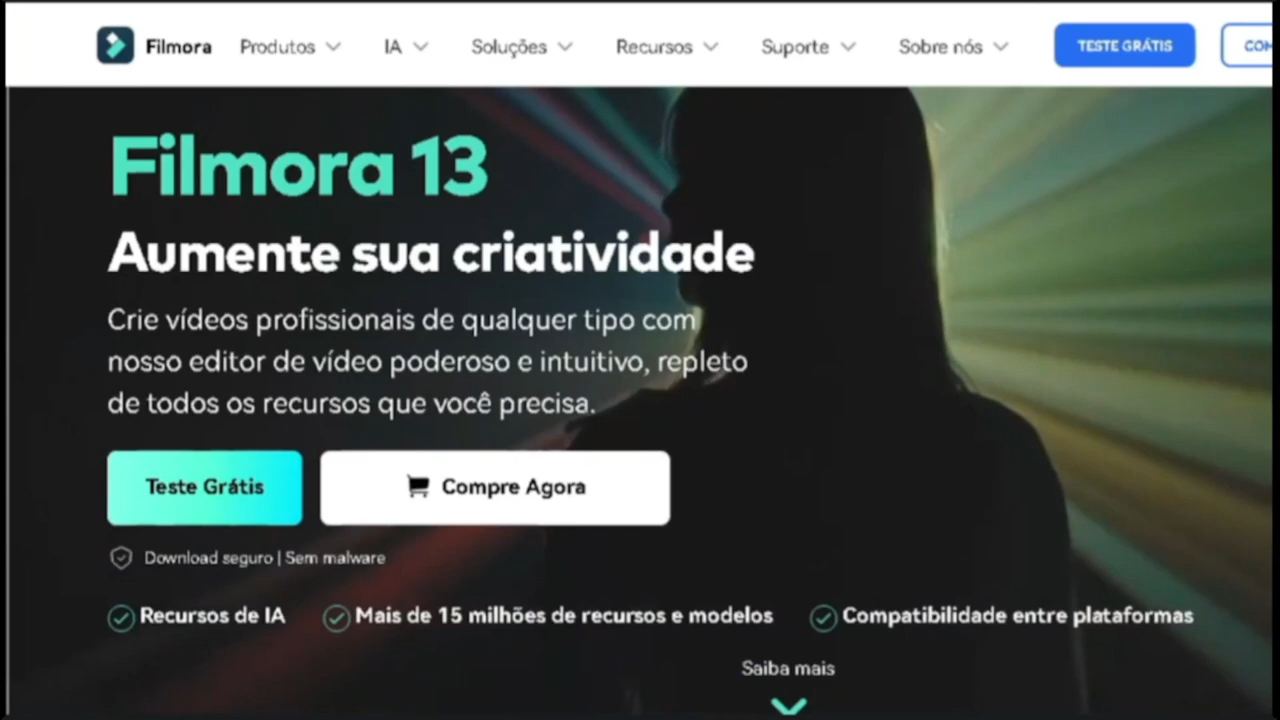 Filmora Produtos IA Soluções Recursos Suporte Sobre nós TESTE GRÁTIS
Filmora 13
Aumente sua criatividade
Crie vídeos profissionais de qualquer tipo com
nosso editor de vídeo poderoso e intuitivo, repleto
de todos os recursos que você precisa.
Teste Grátis Compre Agora
Download seguro | Sem malware
Recursos de IA Mais de 15 milhões de recursos e modelos Compatibilidade entre plataformas
Saiba mais